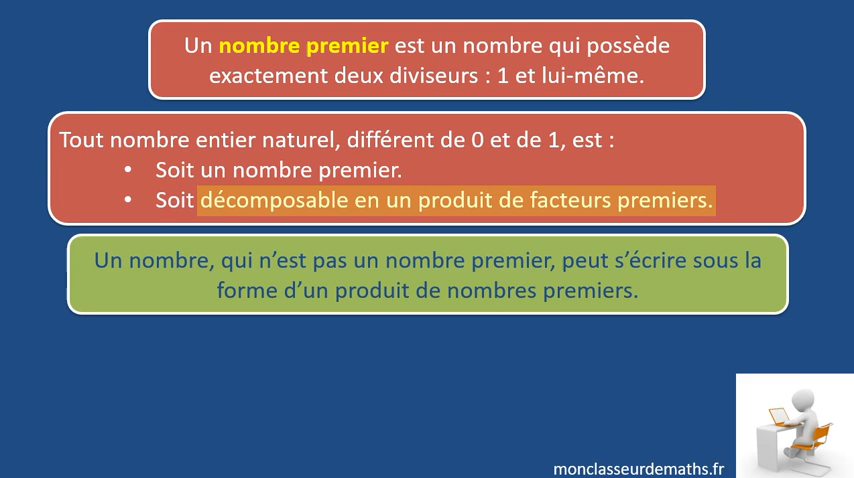 Un nombre premier est un nombre qui possède
exactement deux diviseurs : 1 et lui-même.
Tout nombre entier naturel, différent de 0 et de 1, est :
• Soit un nombre premier.
• Soit décomposable en un produit de facteurs premiers.
Un nombre, qui n’est pas un nombre premier, peut s’écrire sous la
forme d’un produit de nombres premiers.
monclasseurdemaths.fr